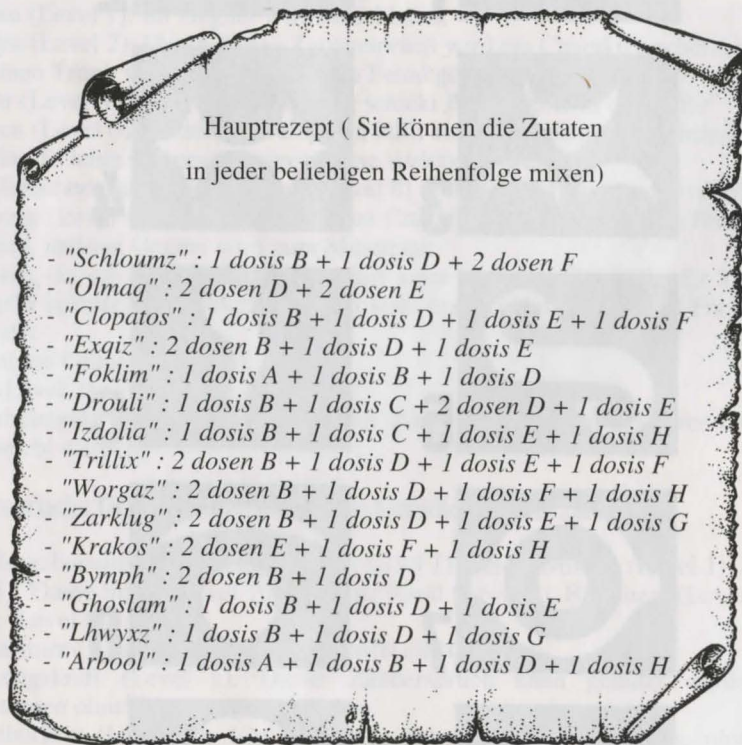 Hauptrezept ( Sie können die Zutaten
in jeder beliebigen Reihenfolge mixen)
- "Schloumz" : 1 dosis B + 1 dosis D + 2 dosen F
- "Olmaq" : 2 dosen D + 2 dosen E
- "Clopatos" : 1 dosis B + 1 dosis D + 1 dosis E + 1 dosis F
- "Exqiz" : 2 dosen B + 1 dosis D + 1 dosis E
- "Foklim" : 1 dosis A + 1 dosis B + 1 dosis D
- "Drouli" : 1 dosis B + 1 dosis C + 2 dosen D + 1 dosis E
- "Izdolia" : 1 dosis B + 1 dosis C + 1 dosis E + 1 dosis H
- "Trillix" : 2 dosen B + 1 dosis D + 1 dosis E + 1 dosis F
- "Worgaz" : 2 dosen B + 1 dosis D + 1 dosis F + 1 dosis H
- "Zarklug" : 2 dosen B + 1 dosis D + 1 dosis E + 1 dosis G
- "Krakos" : 2 dosen E + 1 dosis F + 1 dosis H
- "Bymph" : 2 dosen B + 1 dosis D
- "Ghoslam" : 1 dosis B + 1 dosis D + 1 dosis E
- "Lhwyxz" : 1 dosis B + 1 dosis D + 1 dosis G
- "Arbool" : 1 dosis A + 1 dosis B + 1 dosis D + 1 dosis H